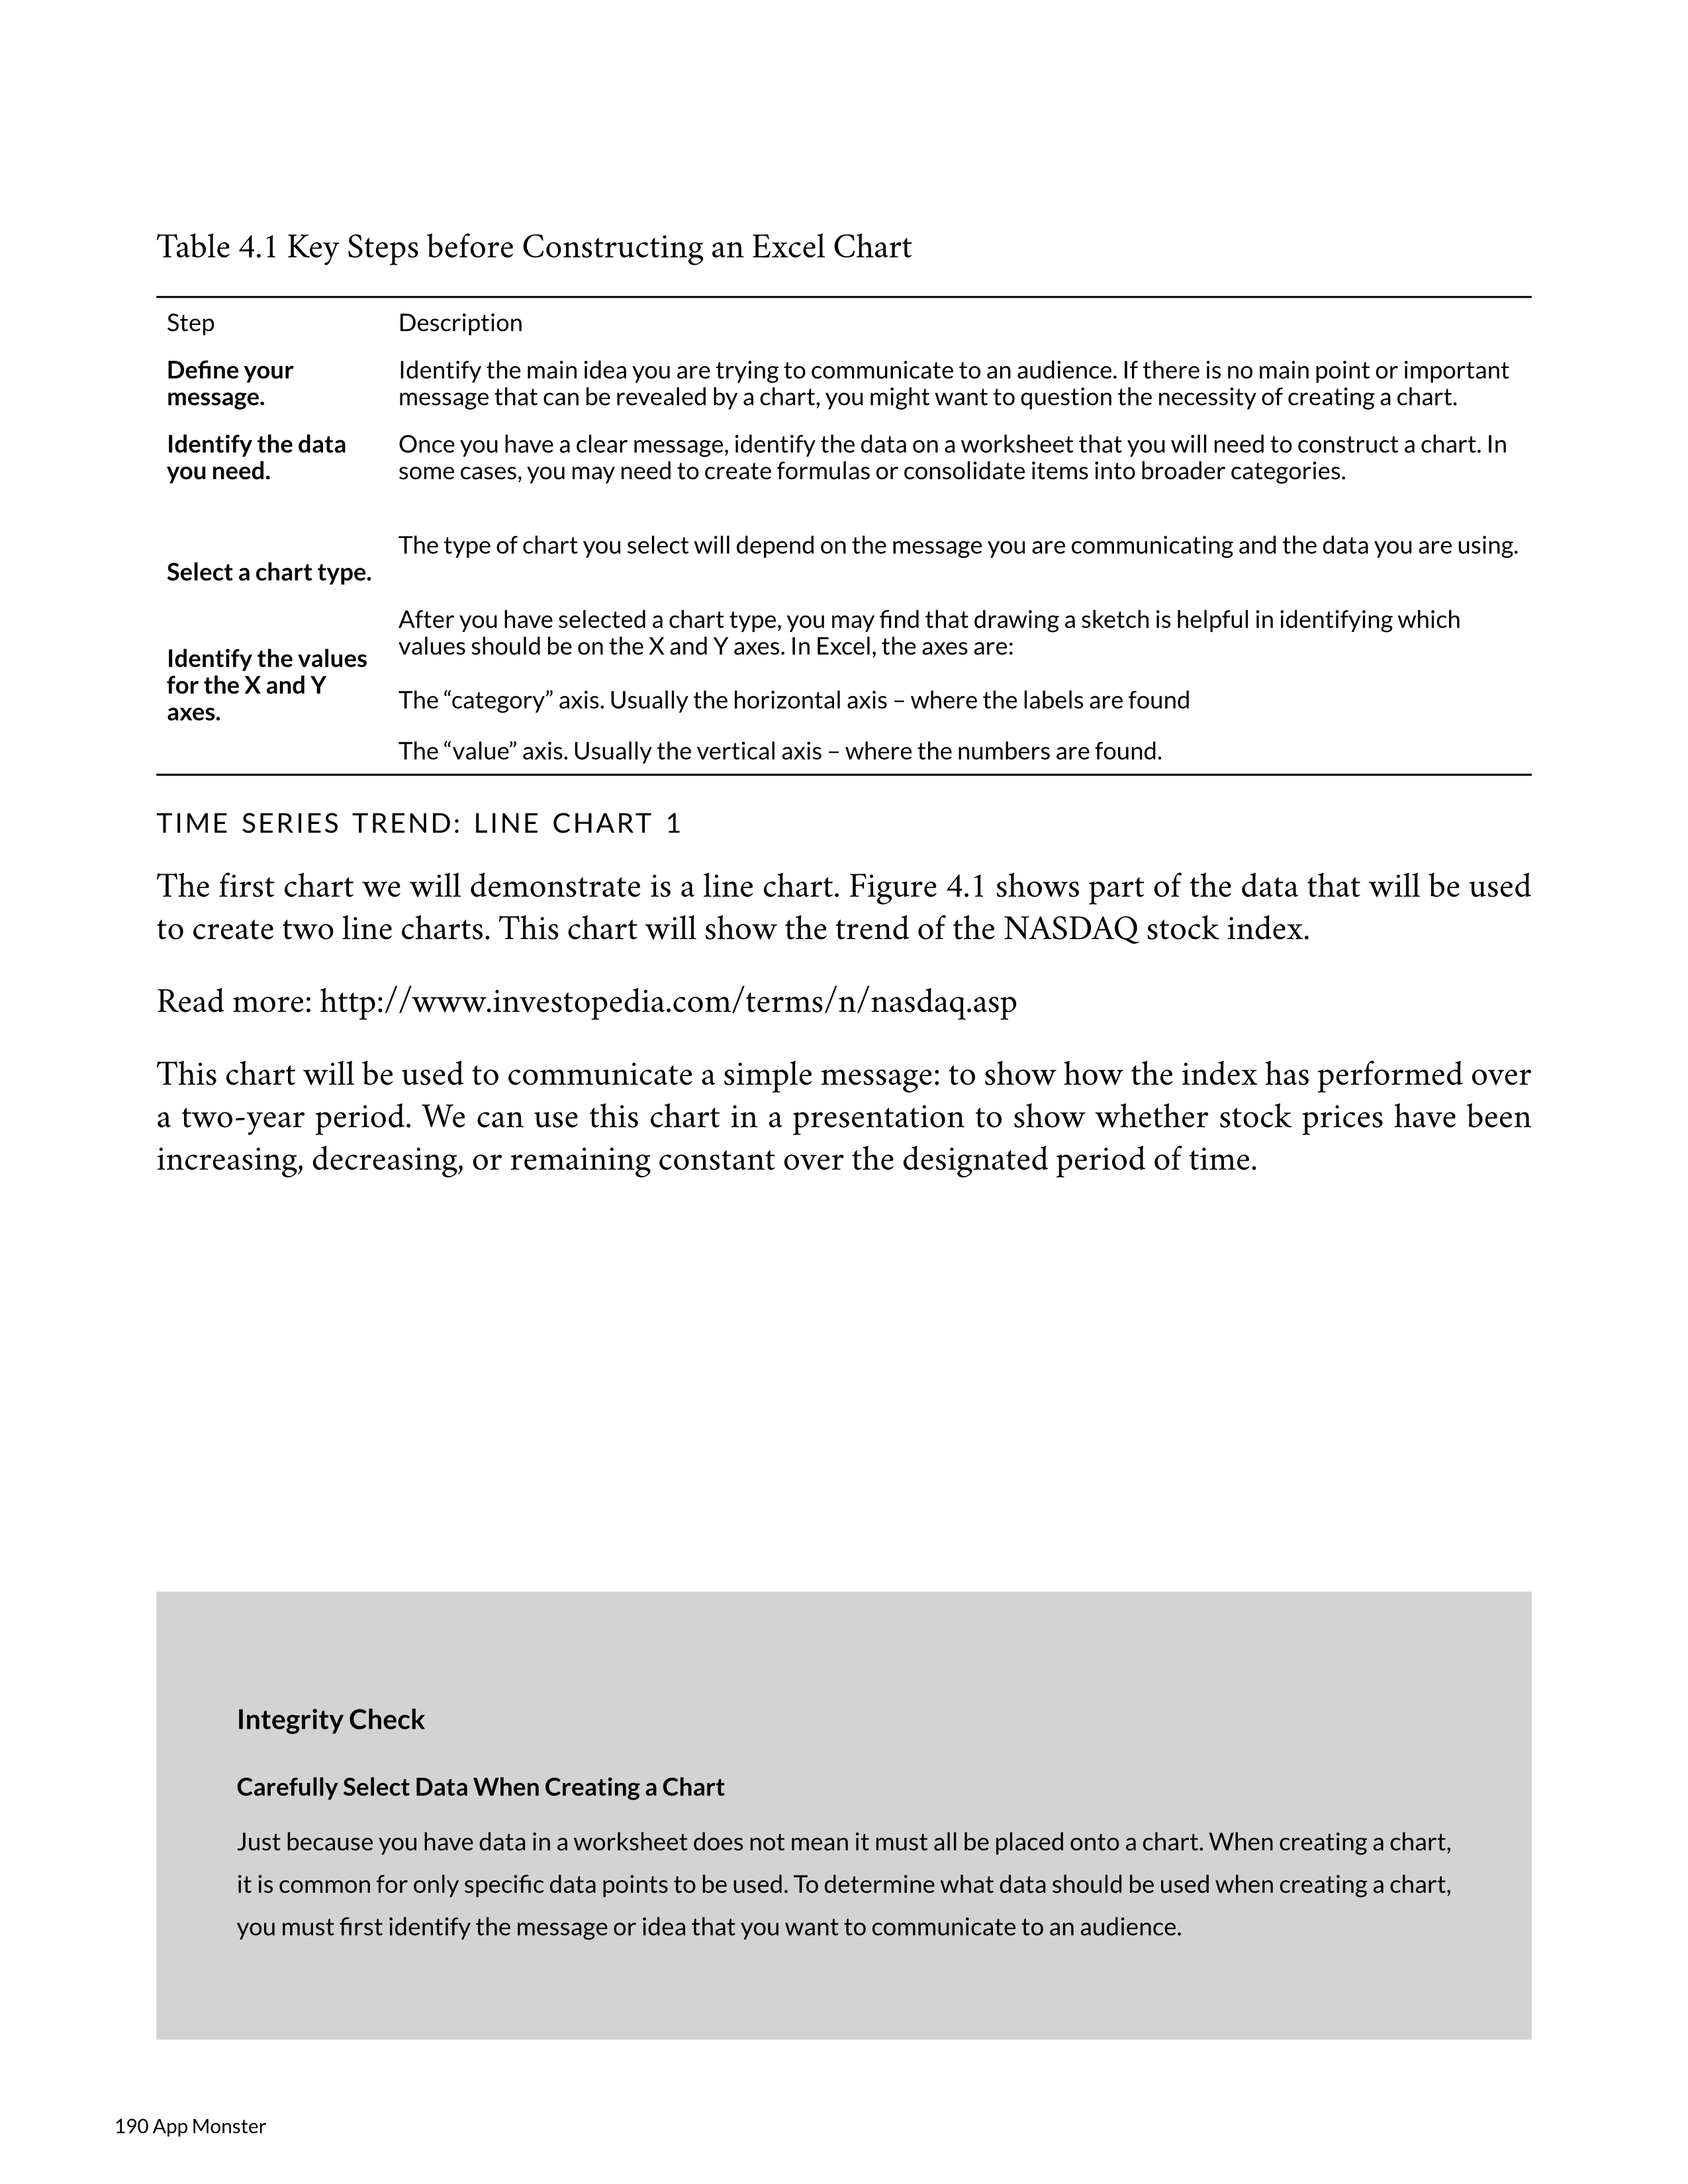 Table 4.1 Key Steps before Constructing an Excel Chart
Step Description
Define your
message.
Identify the main idea you are trying to communicate to an audience. If there is no main point or important
message that can be revealed by a chart, you might want to question the necessity of creating a chart.
Identify the data
you need.
Once you have a clear message, identify the data on a worksheet that you will need to construct a chart. In
some cases, you may need to create formulas or consolidate items into broader categories.
Select a chart type.
The type of chart you select will depend on the message you are communicating and the data you are using.
Identify the values
for the X and Y
axes.
After you have selected a chart type, you may find that drawing a sketch is helpful in identifying which
values should be on the X and Y axes. In Excel, the axes are:
The “category” axis. Usually the horizontal axis – where the labels are found
The “value” axis. Usually the vertical axis – where the numbers are found.
TIME SERIES TREND: LINE CHART 1
The first chart we will demonstrate is a line chart. Figure 4.1 shows part of the data that will be used
to create two line charts. This chart will show the trend of the NASDAQ stock index.
Read more: http://www.investopedia.com/terms/n/nasdaq.asp
This chart will be used to communicate a simple message: to show how the index has performed over
a two-year period. We can use this chart in a presentation to show whether stock prices have been
increasing, decreasing, or remaining constant over the designated period of time.
Integrity Check
Carefully Select Data When Creating a Chart
Just because you have data in a worksheet does not mean it must all be placed onto a chart. When creating a chart,
it is common for only specific data points to be used. To determine what data should be used when creating a chart,
you must first identify the message or idea that you want to communicate to an audience.
190 App Monster